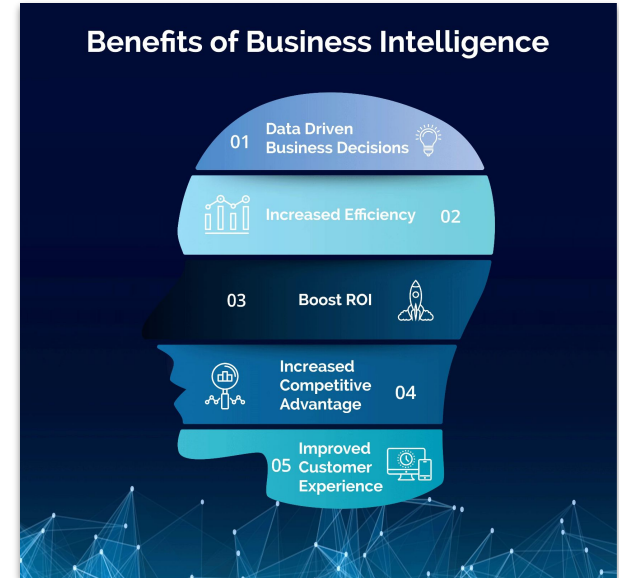 Benefits of Business Intelligence
01
Data Driven
Business Decisions
Increased Efficiency
02
03
Boost ROI
Increased
Competitive
Advantage
04
05
Improved
Customer
Experience